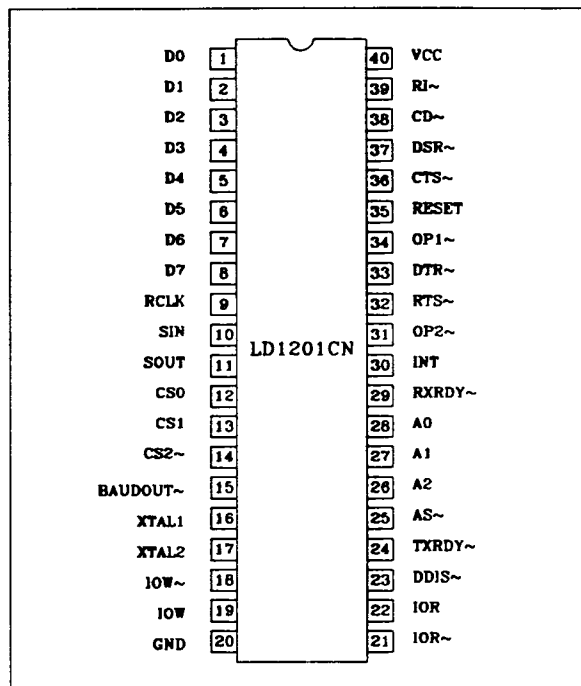 D0 1 40 VCC
D1 2 39 RI~
D2 3 38 CD~
D3 4 37 DSR~
D4 5 36 CTS~
D5 6 35 RESET
D6 7 34 OP1~
D7 8 33 DTR~
RCLK 9 32 RTS~
SIN 10 31 OP2~
LD1201CN
SOUT 11 30 INT
CS0 12 29 RXRDY~
CS1 13 28 A0
CS2~ 14 27 A1
BAUDOUT~ 15 26 A2
XTAL1 16 25 AS~
XTAL2 17 24 TXRDY~
IOW~ 18 23 DDIS~
IOW 19 22 IOR
GND 20 21 IOR~